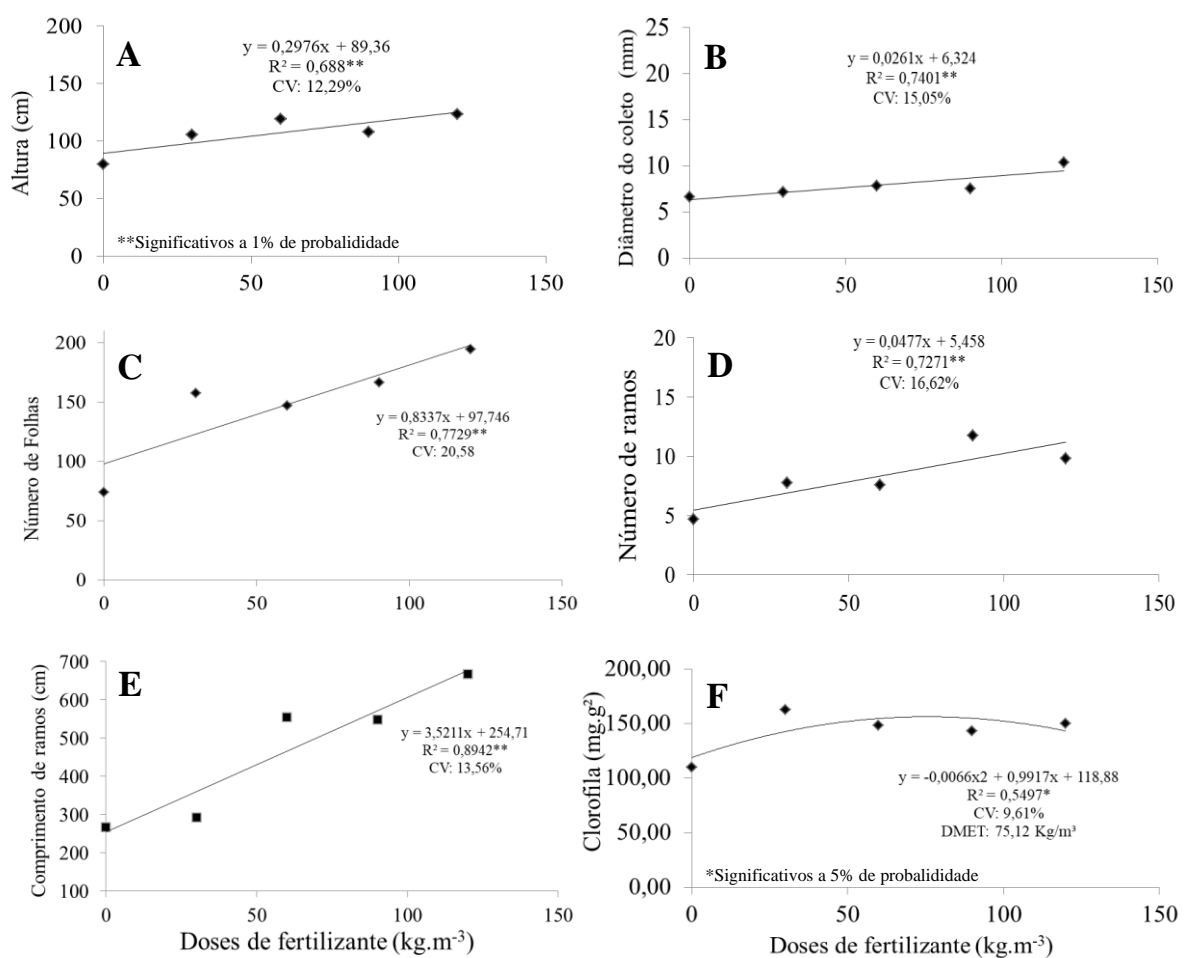 A
y = 0,2976x + 89,36
R² = 0,688**
CV: 12,29%
Altura (cm)
200
150
100
50
0
**Significativos a 1% de probalididade
0 50 100 150
B
y = 0,0261x + 6,324
R² = 0,7401**
CV: 15,05%
Diâmetro do coleto (mm)
25
20
15
10
5
0
0 50 100 150
C
y = 0,8337x + 97,746
R² = 0,7729**
CV: 20,58
Número de Folhas
200
150
100
50
0
0 50 100 150
D
y = 0,0477x + 5,458
R² = 0,7271**
CV: 16,62%
Número de ramos
20
15
10
5
0
0 50 100 150
E
y = 3,5211x + 254,71
R² = 0,8942**
CV: 13,56%
Comprimento de ramos (cm)
700
600
500
400
300
200
100
0 50 100 150
Doses de fertilizante (kg.m⁻³)
F
y = -0,0066x2 + 0,9917x + 118,88
R² = 0,5497*
CV: 9,61%
DMET: 75,12 Kg/m³
Clorofila (mg.g²)
200,00
150,00
100,00
50,00
0,00
*Significativos a 5% de probalididade
0 50 100 150
Doses de fertilizante (kg.m⁻³)